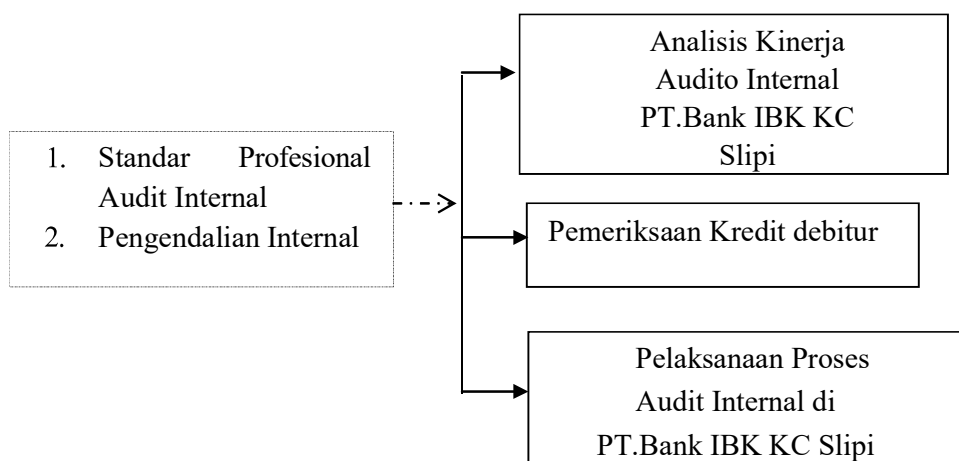 1. Standar Profesional
Audit Internal
2. Pengendalian Internal
Analisis Kinerja
Audito Internal
PT.Bank IBK KC
Slipi
Pemeriksaan Kredit debitur
Pelaksanaan Proses
Audit Internal di
PT.Bank IBK KC Slipi